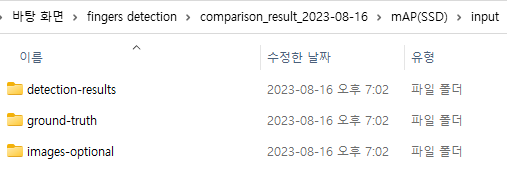 바탕 화면 > fingers detection > comparison_result_2023-08-16 > mAP(SSD) > input
이름 수정한 날짜 유형
detection-results 2023-08-16 오후 7:02 파일 폴더
ground-truth 2023-08-16 오후 7:02 파일 폴더
images-optional 2023-08-16 오후 7:02 파일 폴더